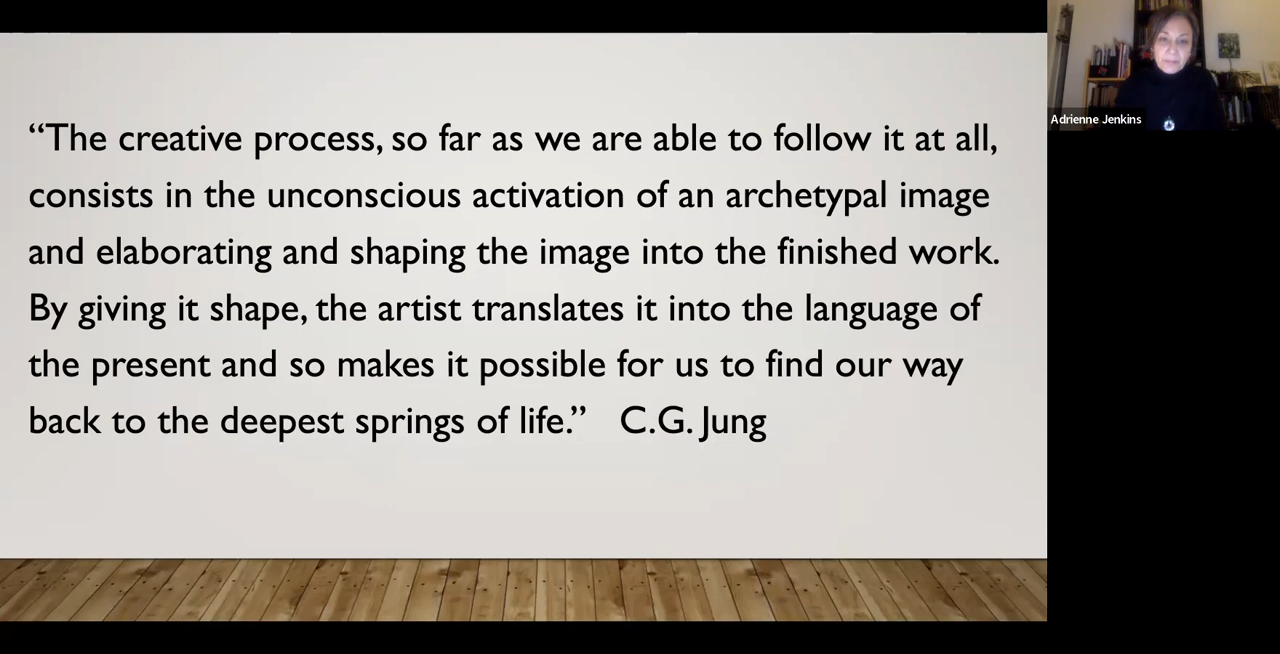 “The creative process, so far as we are able to follow it at all,
consists in the unconscious activation of an archetypal image
and elaborating and shaping the image into the finished work.
By giving it shape, the artist translates it into the language of
the present and so makes it possible for us to find our way
back to the deepest springs of life.”   C.G. Jung
Adrienne Jenkins